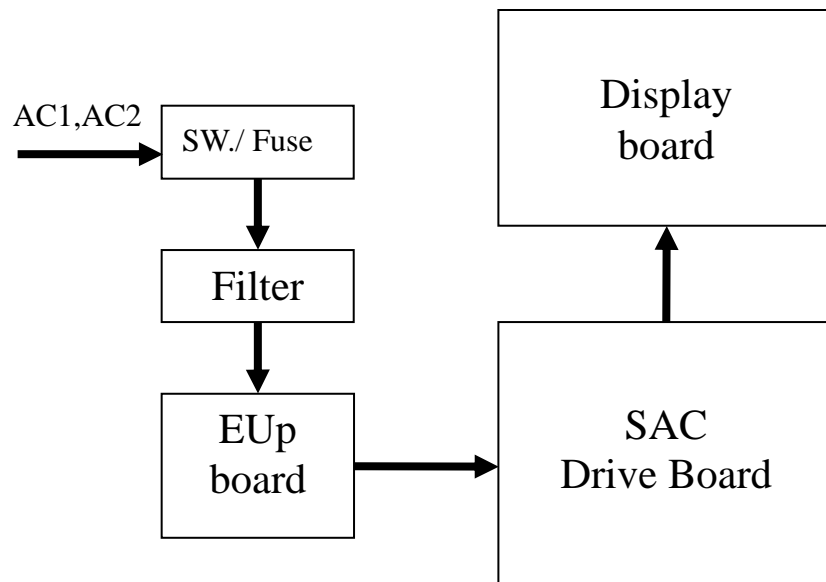 AC1,AC2
SW./ Fuse
Filter
EUp
board
SAC
Drive Board
Display
board